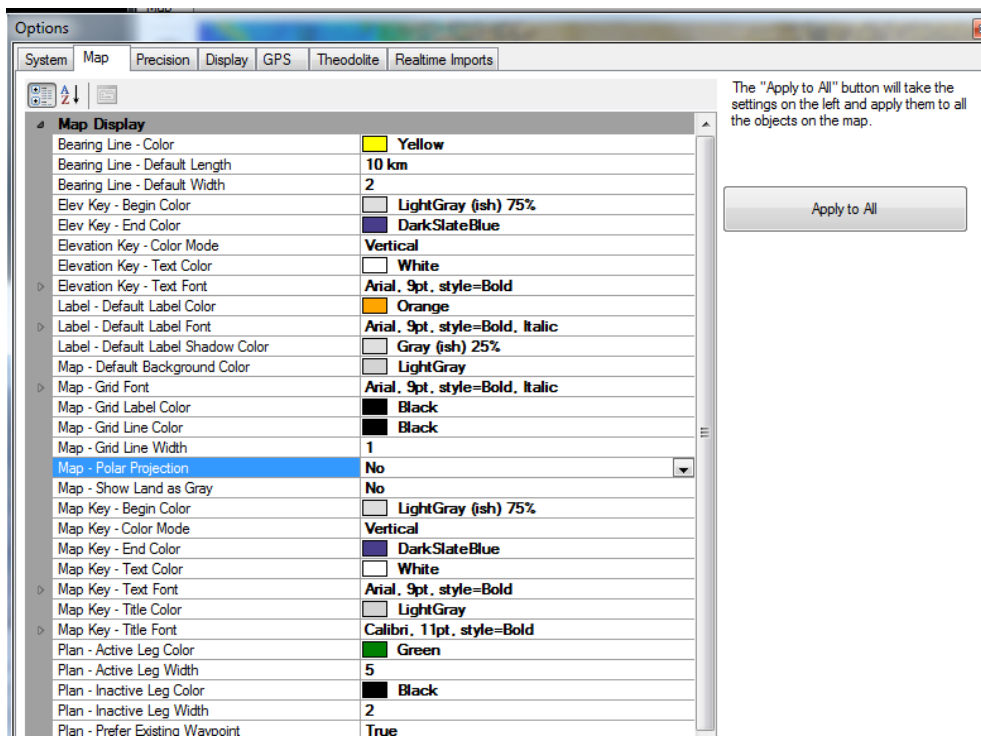 Map
Options
System Map Precision Display GPS Theodolite Realtime Imports
The "Apply to All" button will take the
settings on the left and apply them to all
the objects on the map.
Apply to All
Map Display
Bearing Line - Color Yellow
Bearing Line - Default Length 10 km
Bearing Line - Default Width 2
Elev Key - Begin Color LightGray (ish) 75%
Elev Key - End Color DarkSlateBlue
Elevation Key - Color Mode Vertical
Elevation Key - Text Color White
Elevation Key - Text Font Arial, 9pt, style=Bold
Label - Default Label Color Orange
Label - Default Label Font Arial, 9pt, style=Bold, Italic
Label - Default Label Shadow Color Gray (ish) 25%
Map - Default Background Color LightGray
Map - Grid Font Arial, 9pt, style=Bold, Italic
Map - Grid Label Color Black
Map - Grid Line Color Black
Map - Grid Line Width 1
Map - Polar Projection No
Map - Show Land as Gray No
Map Key - Begin Color LightGray (ish) 75%
Map Key - Color Mode Vertical
Map Key - End Color DarkSlateBlue
Map Key - Text Color White
Map Key - Text Font Arial, 9pt, style=Bold
Map Key - Title Color LightGray
Map Key - Title Font Calibri, 11pt, style=Bold
Plan - Active Leg Color Green
Plan - Active Leg Width 5
Plan - Inactive Leg Color Black
Plan - Inactive Leg Width 2
Plan - Prefer Existing Waypoint True